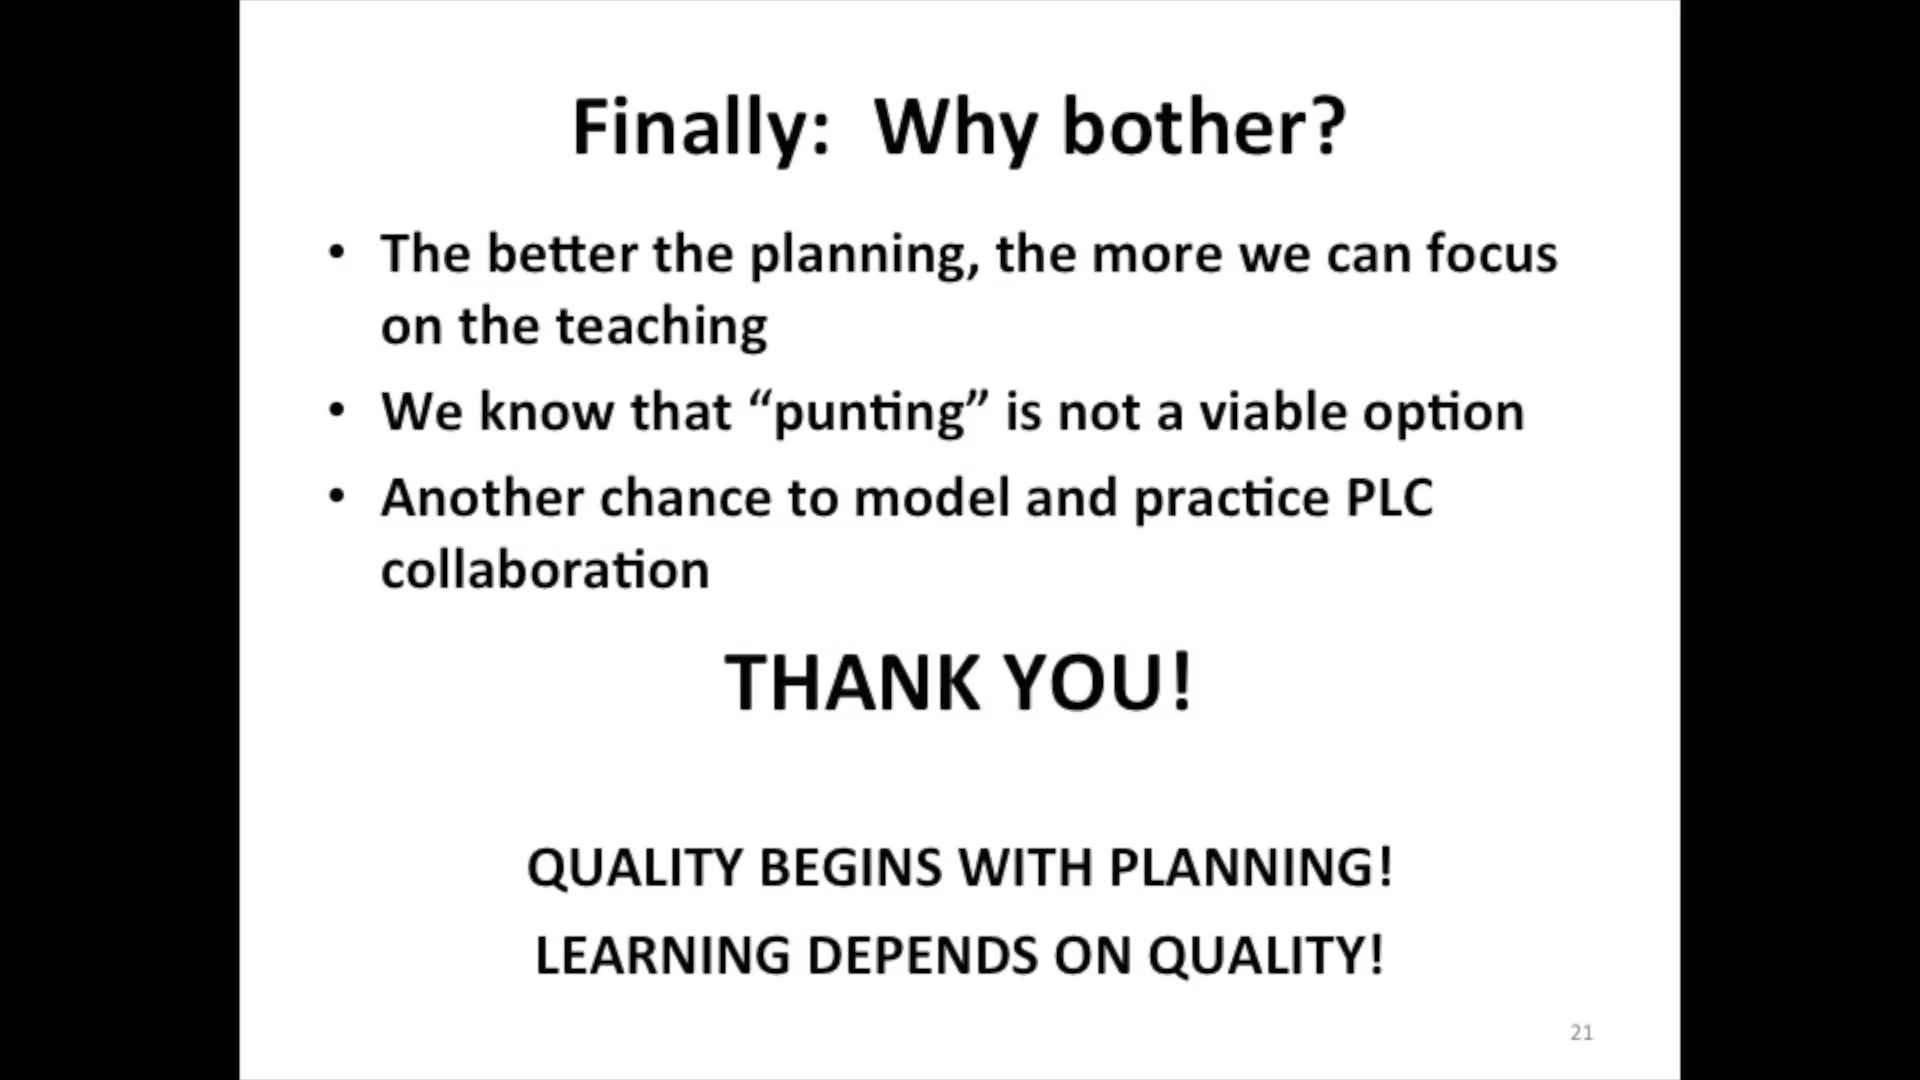 Finally:  Why bother?
• The better the planning, the more we can focus
on the teaching
• We know that “punting” is not a viable option
• Another chance to model and practice PLC
collaboration
THANK YOU!
QUALITY BEGINS WITH PLANNING!
LEARNING DEPENDS ON QUALITY!
21